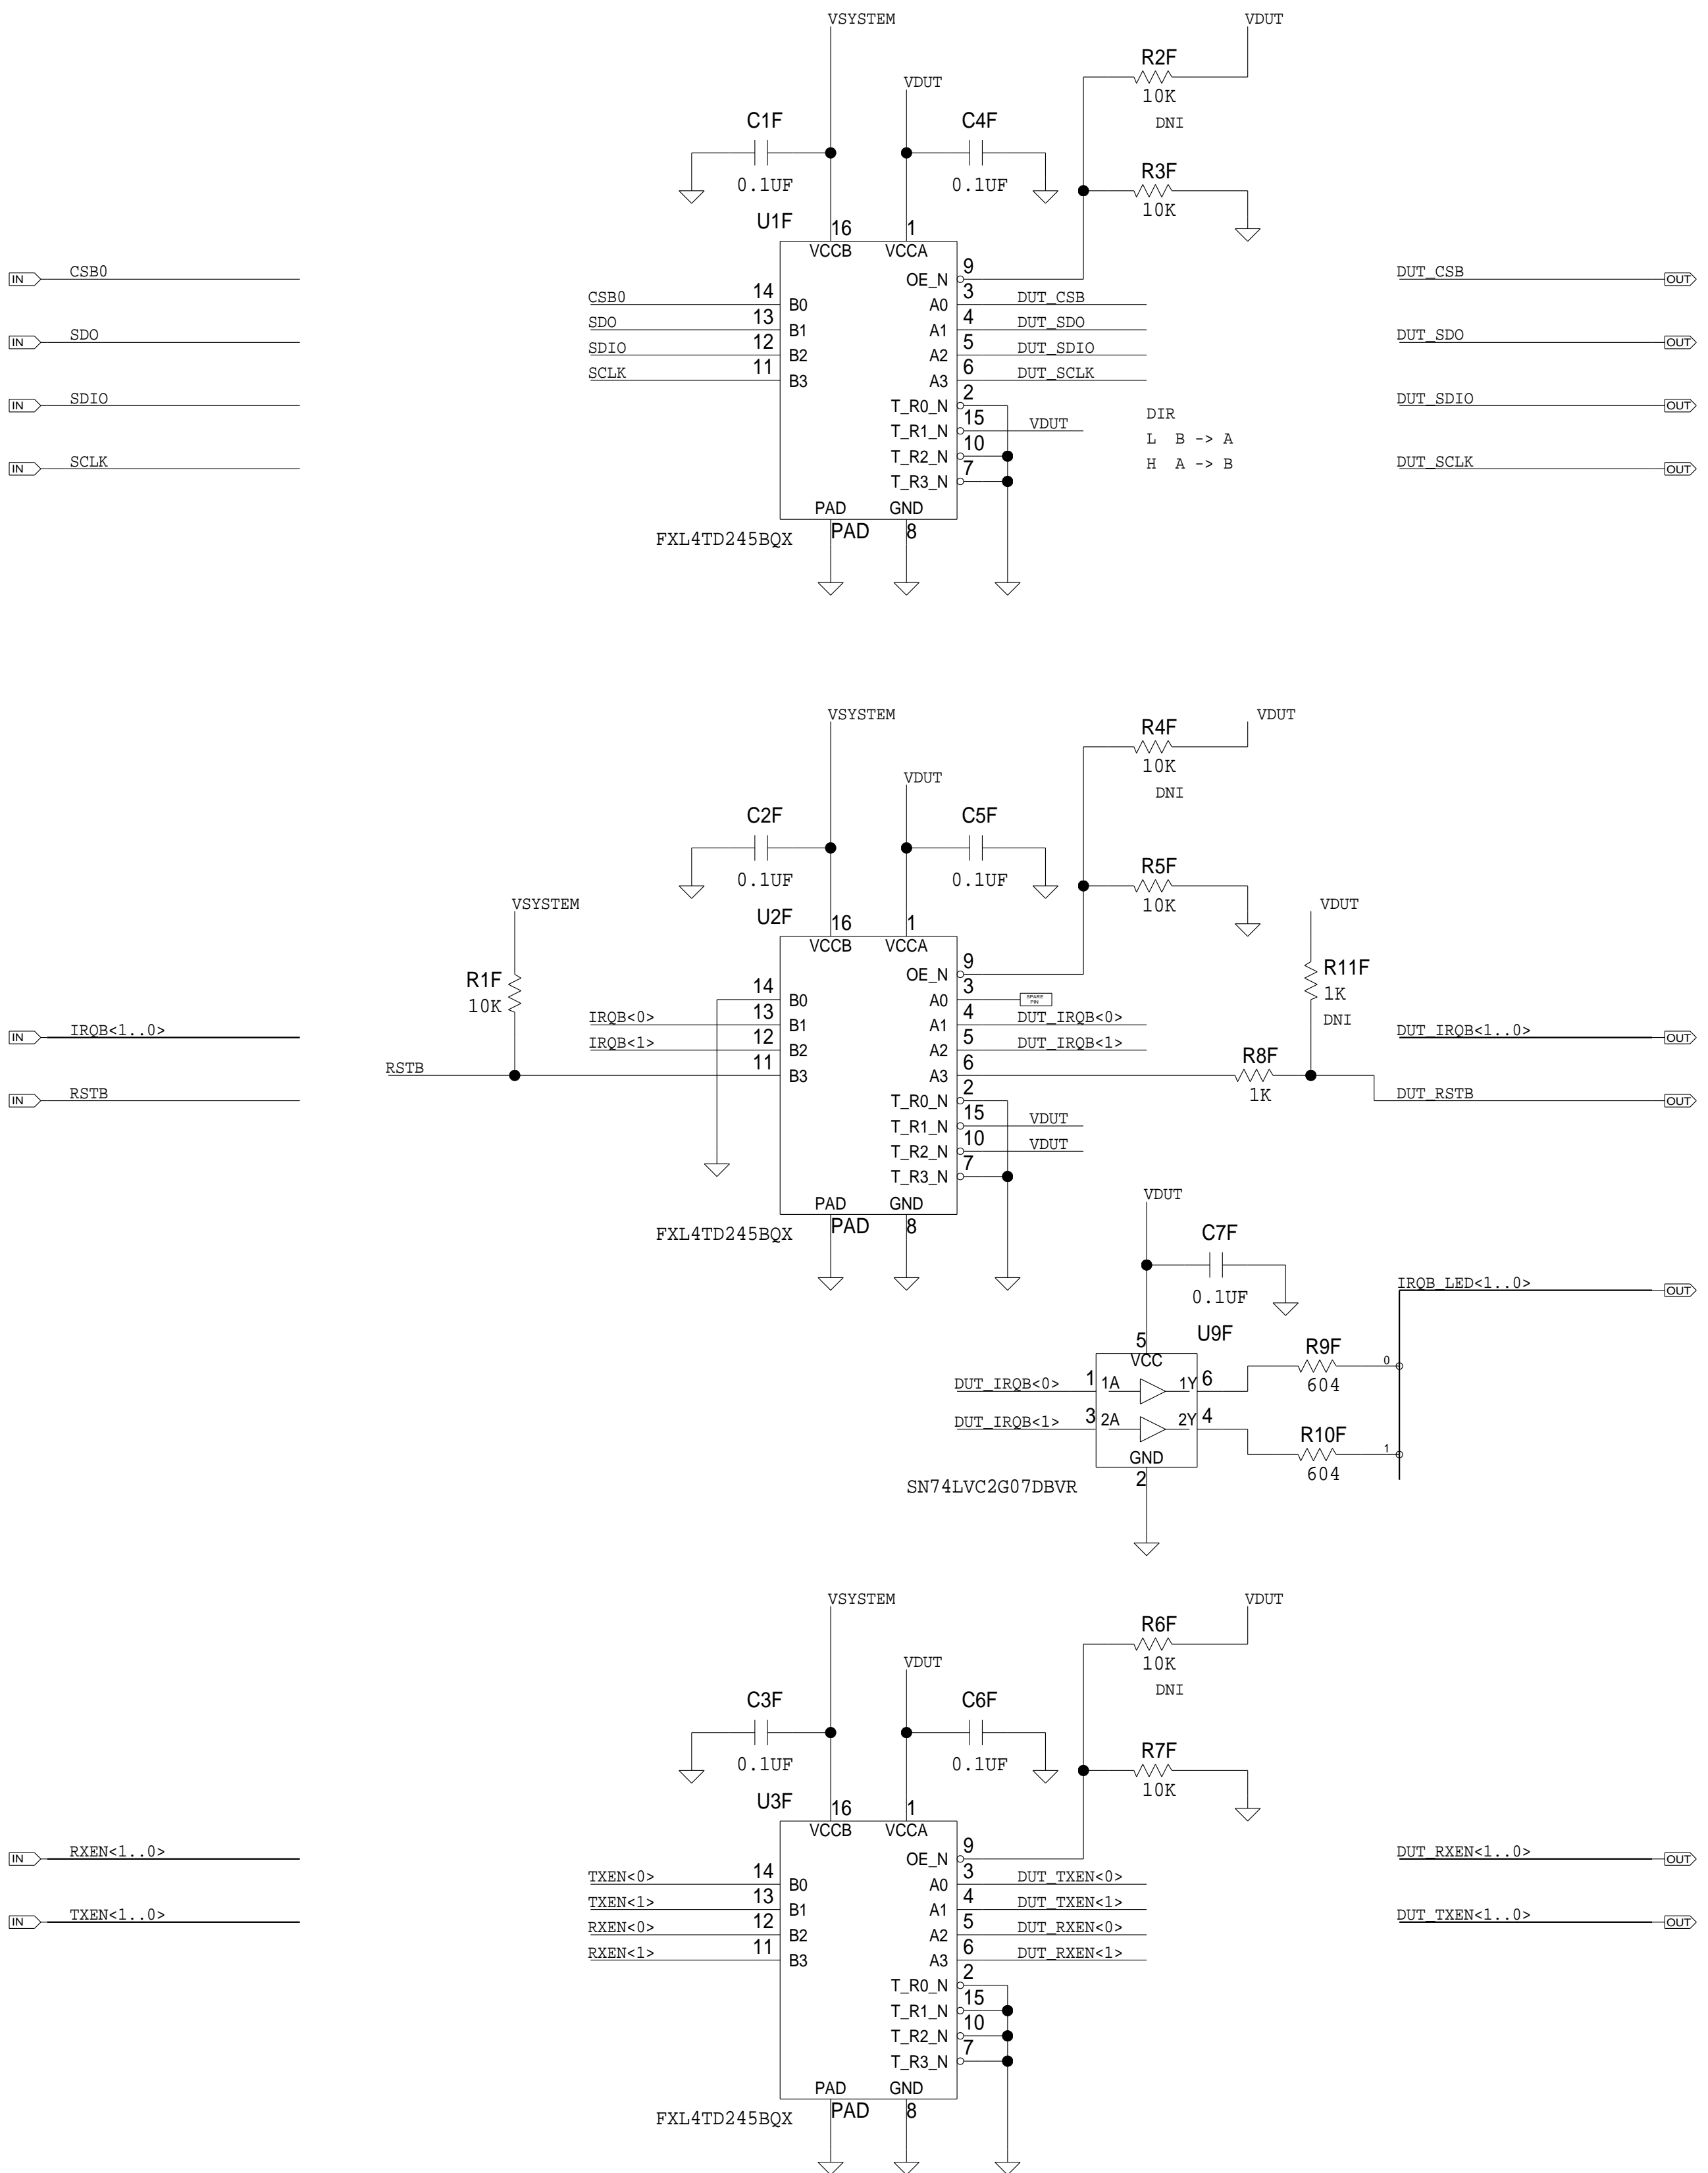 VSYSTEM
VDUT
R2F
10K
DNI
VDUT
C1F
0.1UF
C4F
0.1UF
R3F
10K
U1F
16
1
VCCB
VCCA
IN
CSB0
IN
SDO
IN
SDIO
IN
SCLK
CSB0
14
B0
SDO
13
B1
SDIO
12
B2
SCLK
11
B3
OE_N
9
A0
3
DUT_CSB
A1
4
DUT_SDO
A2
5
DUT_SDIO
A3
6
DUT_SCLK
T_R0_N
2
T_R1_N
15
VDUT
T_R2_N
10
T_R3_N
7
DIR
L B -> A
H A -> B
DUT_CSB
OUT
DUT_SDO
OUT
DUT_SDIO
OUT
DUT_SCLK
OUT
PAD
GND
PAD
8
FXL4TD245BQX
VSYSTEM
VDUT
R4F
10K
DNI
VDUT
C2F
0.1UF
C5F
0.1UF
R5F
10K
VSYSTEM
R1F
10K
U2F
16
1
VCCB
VCCA
VDUT
R11F
1K
DNI
IN
IRQB<1..0>
IN
RSTB
RSTB
14
B0
IRQB<0>
13
B1
IRQB<1>
12
B2
11
B3
OE_N
9
A0
3
SPARE
PIN
A1
4
DUT_IRQB<0>
A2
5
DUT_IRQB<1>
A3
6
R8F
1K
T_R0_N
2
T_R1_N
15
VDUT
T_R2_N
10
VDUT
T_R3_N
7
DUT_IRQB<1..0>
OUT
DUT_RSTB
OUT
PAD
GND
PAD
8
FXL4TD245BQX
VDUT
C7F
0.1UF
U9F
5
VCC
DUT_IRQB<0>
1
1A
1Y
6
DUT_IRQB<1>
3
2A
2Y
4
GND
2
SN74LVC2G07DBVR
R9F
604
R10F
604
0
1
IRQB_LED<1..0>
OUT
VSYSTEM
VDUT
R6F
10K
DNI
VDUT
C3F
0.1UF
C6F
0.1UF
R7F
10K
U3F
16
1
VCCB
VCCA
IN
RXEN<1..0>
IN
TXEN<1..0>
TXEN<0>
14
B0
TXEN<1>
13
B1
RXEN<0>
12
B2
RXEN<1>
11
B3
OE_N
9
A0
3
DUT_TXEN<0>
A1
4
DUT_TXEN<1>
A2
5
DUT_RXEN<0>
A3
6
DUT_RXEN<1>
T_R0_N
2
T_R1_N
15
T_R2_N
10
T_R3_N
7
DUT_RXEN<1..0>
OUT
DUT_TXEN<1..0>
OUT
PAD
GND
PAD
8
FXL4TD245BQX